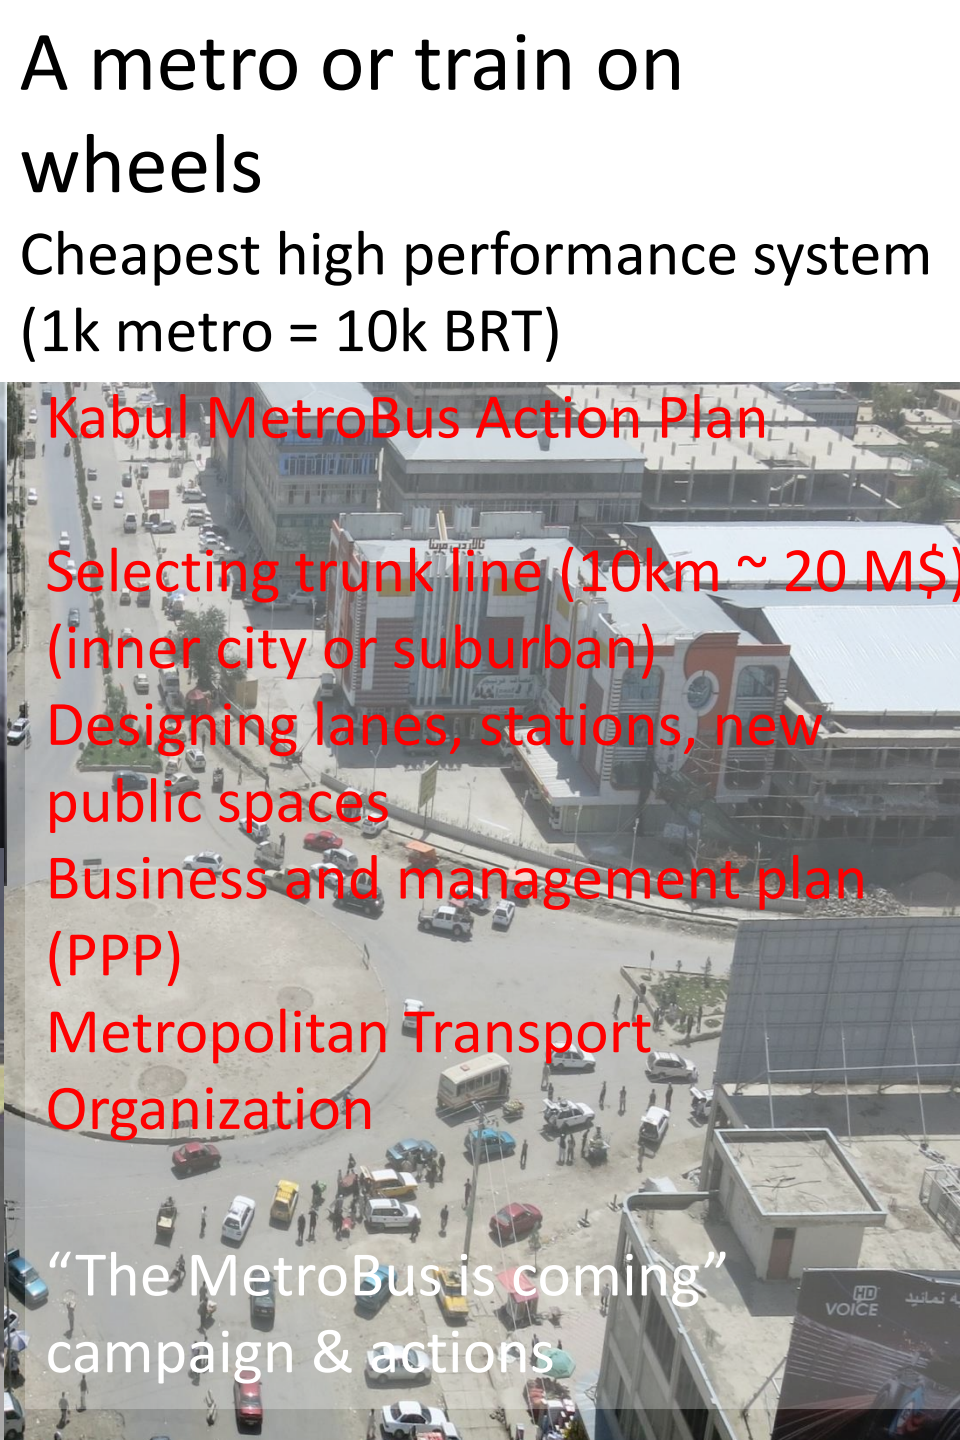 A metro or train on
wheels
Cheapest high performance system
(1k metro = 10k BRT)
Kabul MetroBus Action Plan
Selecting trunk line (10km ~ 20 M$)
(inner city or suburban)
Designing lanes, stations, new
public spaces
Business and management plan
(PPP)
Metropolitan Transport
Organization
“The MetroBus is coming”
campaign & actions
HD
VOICE